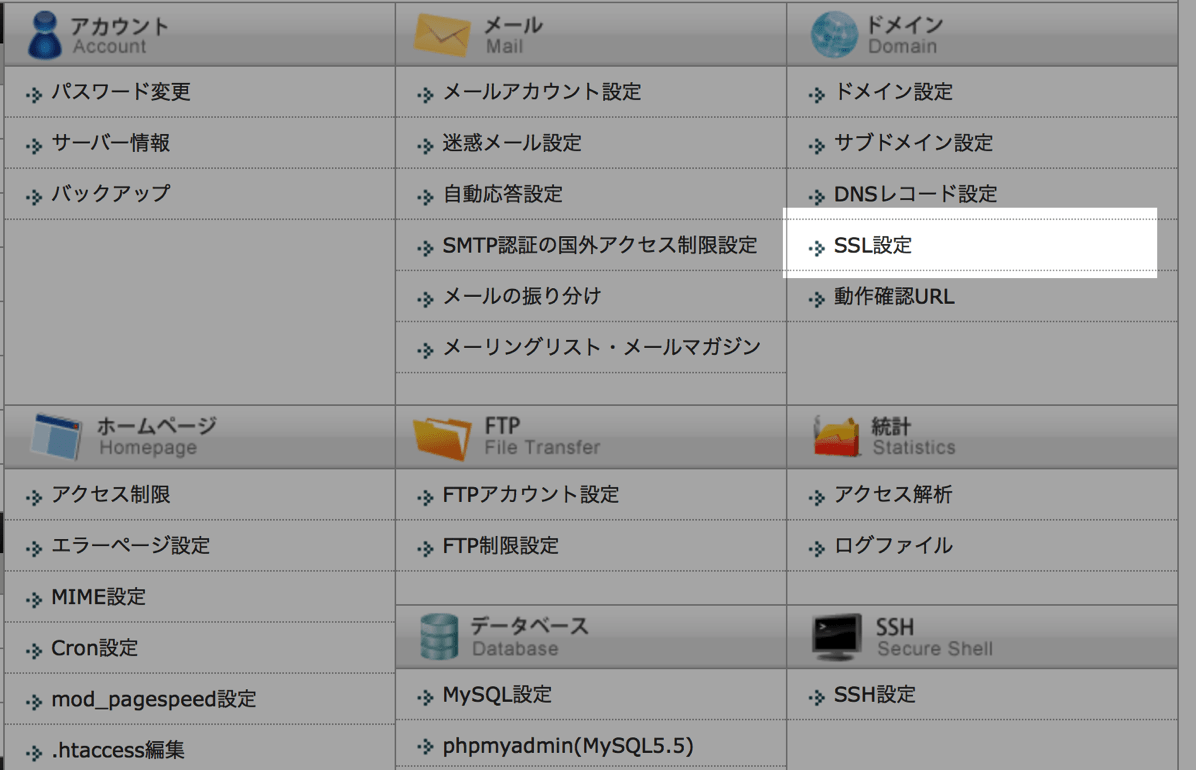 アカウント
Account
パスワード変更
サーバー情報
バックアップ
メール
Mail
メールアカウント設定
迷惑メール設定
自動応答設定
SMTP認証の国外アクセス制限設定
メールの振り分け
メーリングリスト・メールマガジン
ドメイン
Domain
ドメイン設定
サブドメイン設定
DNSレコード設定
SSL設定
動作確認URL
ホームページ
Homepage
アクセス制限
エラーページ設定
MIME設定
Cron設定
mod_pagespeed設定
.htaccess編集
FTP
File Transfer
FTPアカウント設定
FTP制限設定
データベース
Database
MySQL設定
phpmyadmin(MySQL5.5)
統計
Statistics
アクセス解析
ログファイル
SSH
Secure Shell
SSH設定